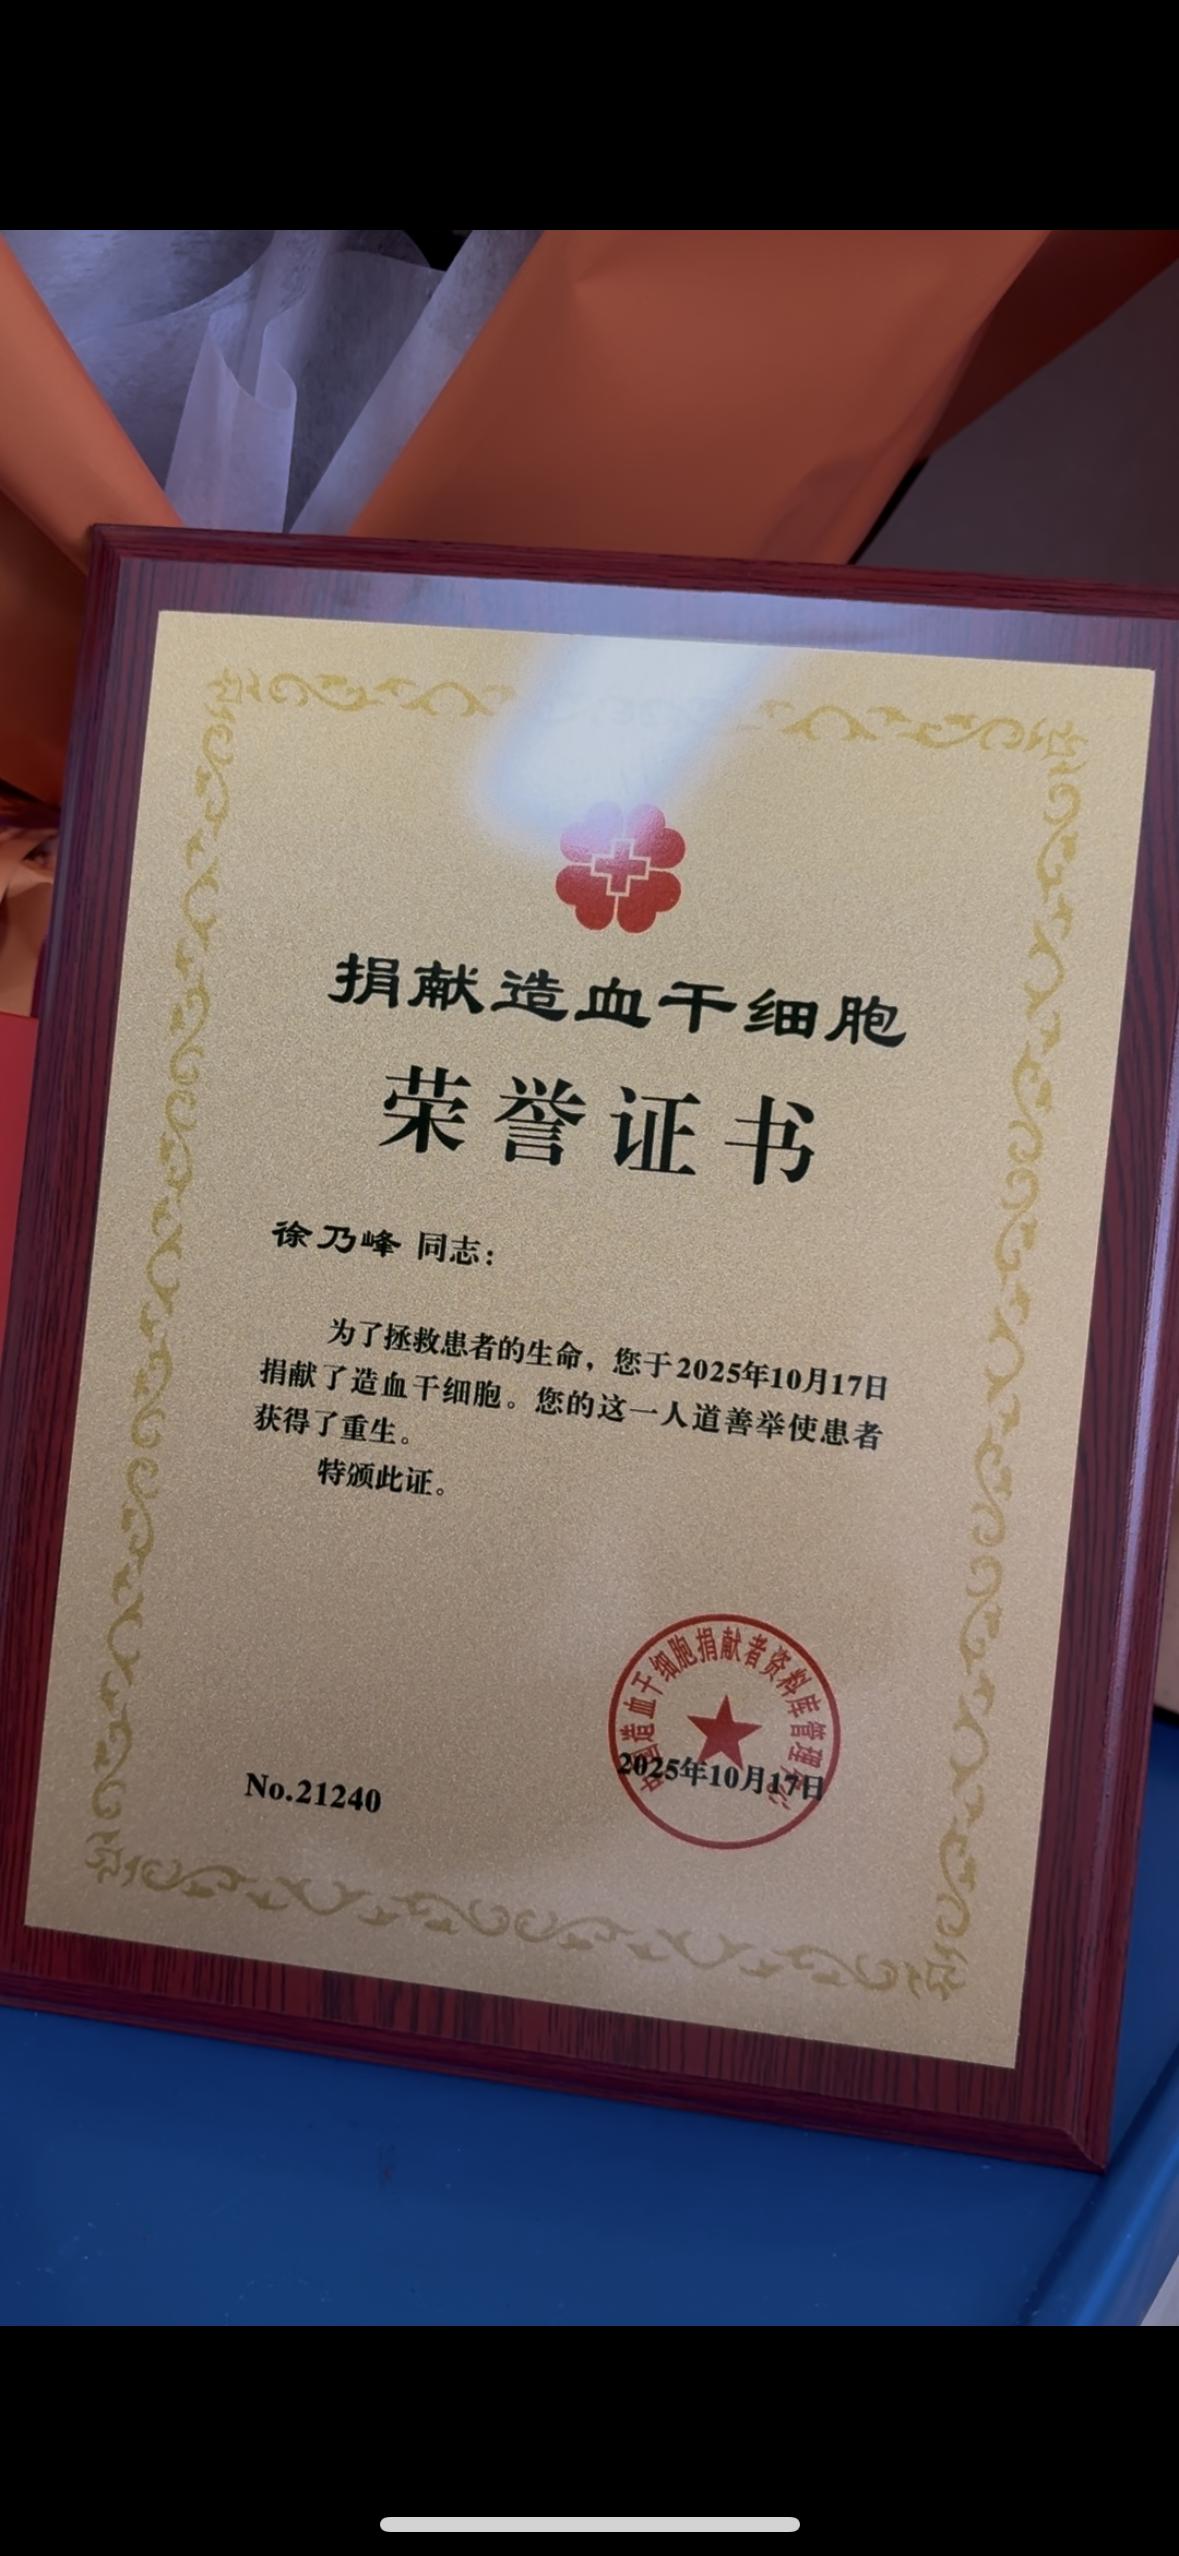 捐献造血干细胞
荣誉证书
徐乃峰 同志：
为了拯救患者的生命，您于2025年10月17日
捐献了造血干细胞。您的这一人道善举使患者
获得了重生。
特颁此证。
中国造血干细胞捐献者资料库管理中心
2025年10月17日
No.21240